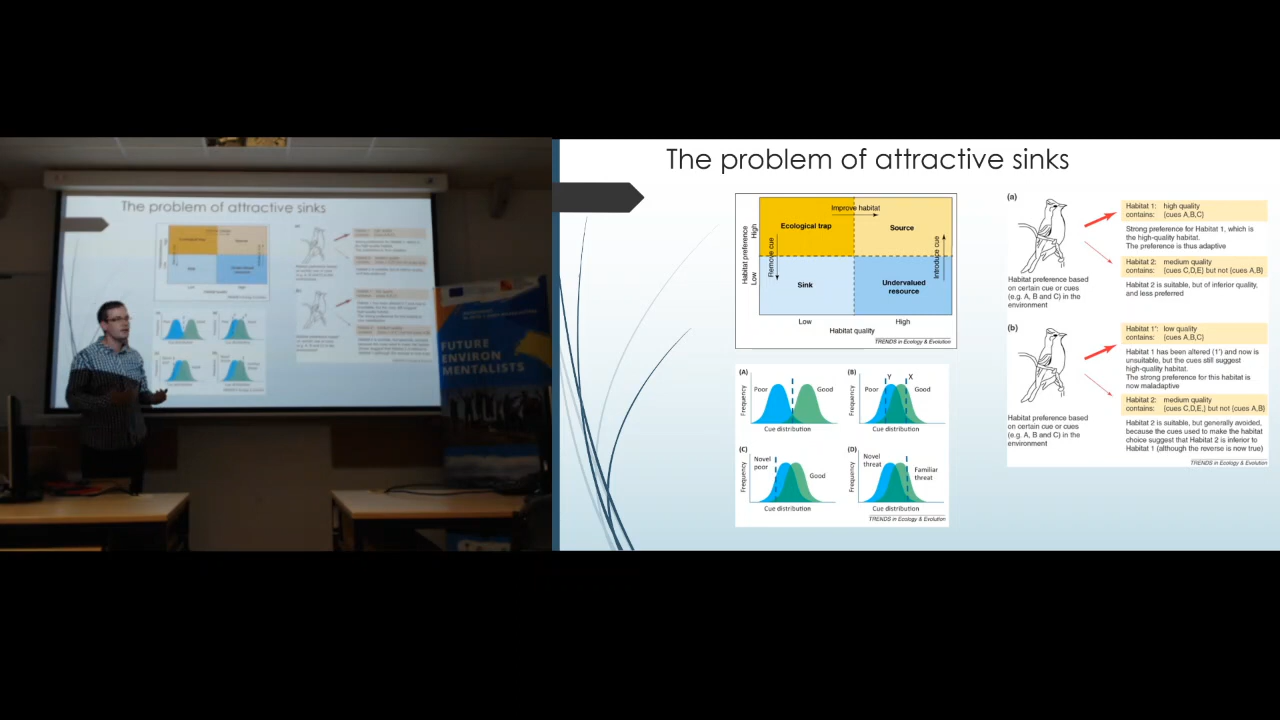 The problem of attractive sinks
FUTURE
ENVIRON
MENTALISTS
The problem of attractive sinks
Improve habitat
Ecological trap
Source
Habitat preference
High
Low
Remove cue
Introduce cue
Sink
Undervalued
resource
Low
High
Habitat quality
TRENDS in Ecology & Evolution
(A)
Poor
Good
Frequency
Cue distribution
(B)
Y
X
Poor
Good
Frequency
Cue distribution
(C)
Novel
poor
Good
Frequency
Cue distribution
(D)
Novel
threat
Familiar
threat
Frequency
Cue distribution
TRENDS in Ecology & Evolution
(a)
Habitat preference based
on certain cue or cues
(e.g. A, B and C) in the
environment
Habitat 1: high quality
contains: {cues A,B,C}
Strong preference for Habitat 1, which is
the high-quality habitat.
The preference is thus adaptive
Habitat 2: medium quality
contains: {cues C,D,E} but not {cues A,B}
Habitat 2 is suitable, but of inferior quality,
and less preferred
(b)
Habitat preference based
on certain cue or cues
(e.g. A, B and C) in the
environment
Habitat 1': low quality
contains: {cues A,B,C}
Habitat 1 has been altered (1') and now is
unsuitable, but the cues still suggest
high-quality habitat.
The strong preference for this habitat is
now maladaptive
Habitat 2: medium quality
contains: {cues C,D,E,} but not {cues A,B}
Habitat 2 is suitable, but generally avoided,
because the cues used to make the habitat
choice suggest that Habitat 2 is inferior to
Habitat 1 (although the reverse is now true)
TRENDS in Ecology & Evolution